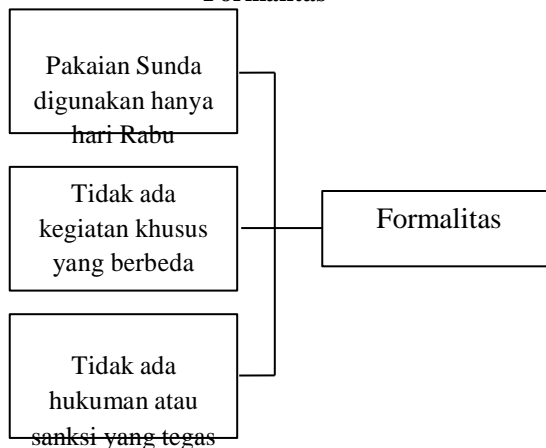 Formalitas
Pakaian Sunda
digunakan hanya
hari Rabu
Tidak ada
kegiatan khusus
yang berbeda
Tidak ada
hukuman atau
sanksi yang tegas
Formalitas